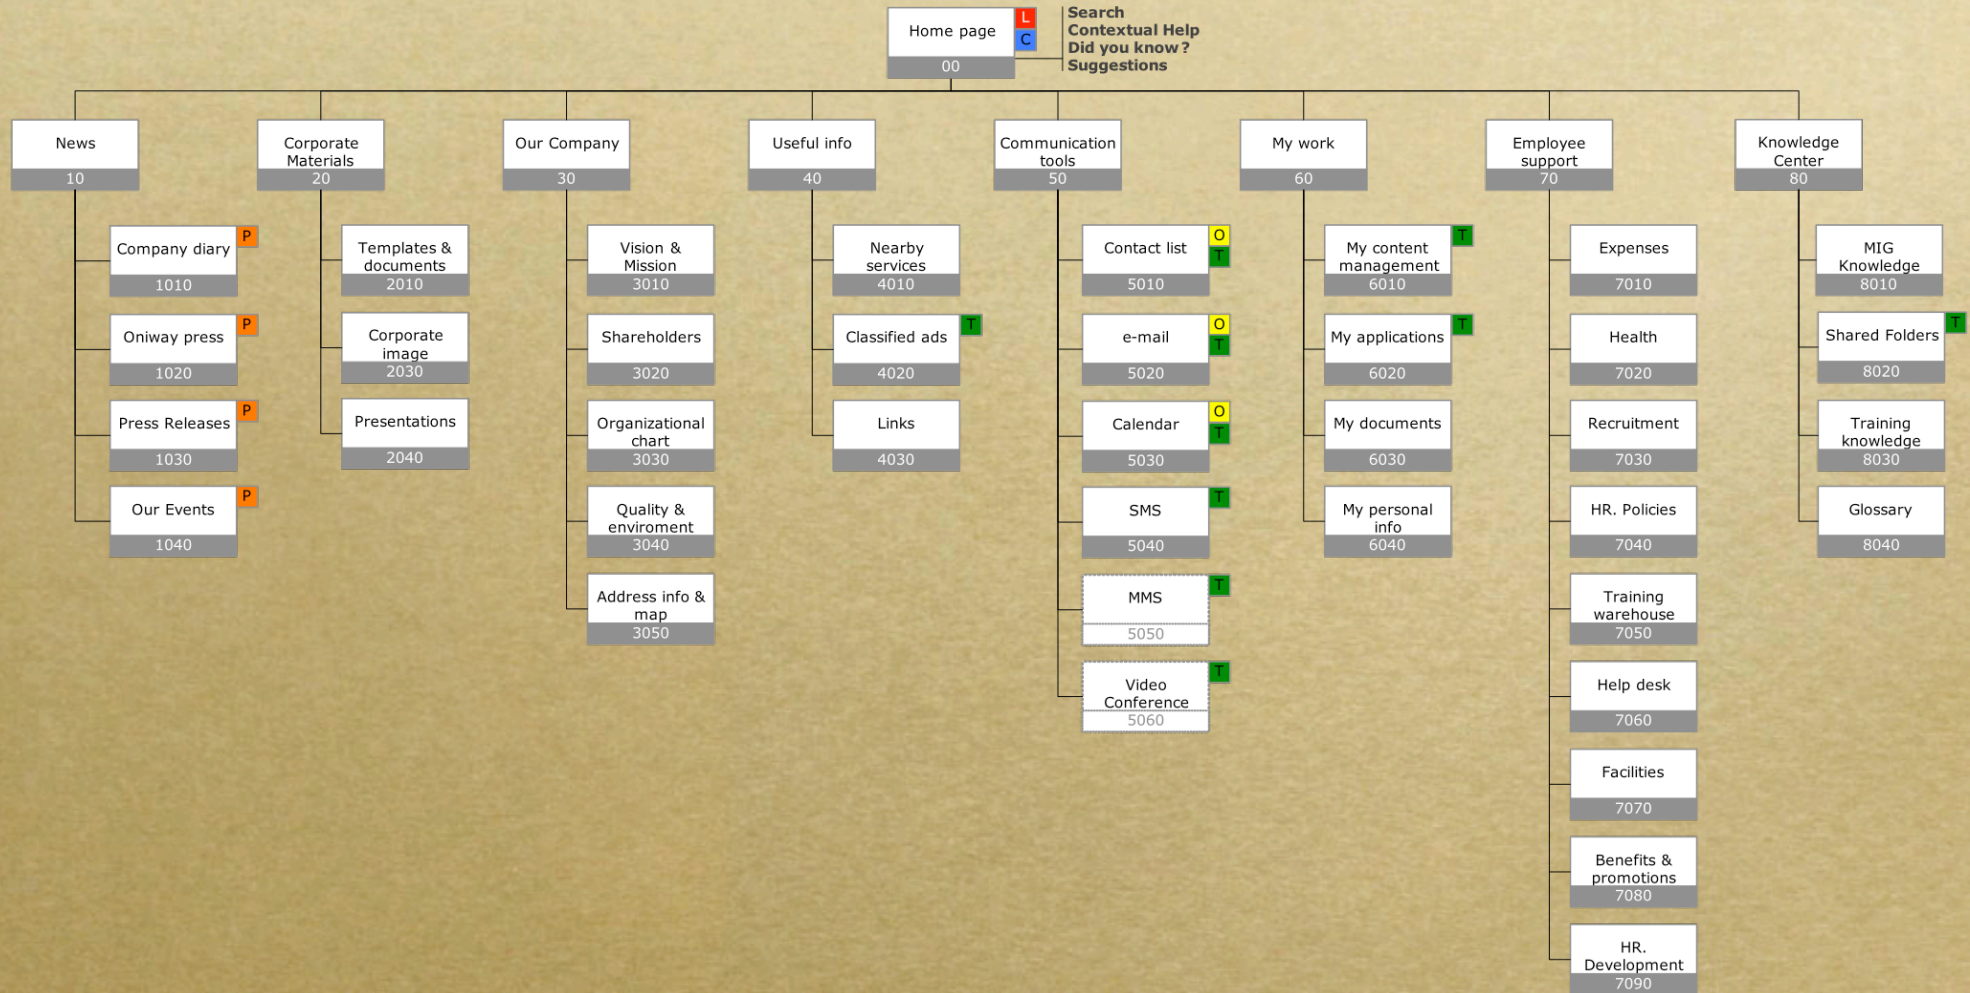 Home page
L
C
00
Search
Contextual Help
Did you know?
Suggestions
News
10
Corporate
Materials
20
Our Company
30
Useful info
40
Communication
tools
50
My work
60
Employee
support
70
Knowledge
Center
80
Company diary
P
1010
Oniway press
P
1020
Press Releases
P
1030
Our Events
P
1040
Templates &
documents
2010
Corporate
image
2030
Presentations
2040
Vision &
Mission
3010
Shareholders
3020
Organizational
chart
3030
Quality &
enviroment
3040
Address info &
map
3050
Nearby
services
4010
Classified ads
T
4020
Links
4030
Contact list
O
T
5010
e-mail
O
T
5020
Calendar
O
T
5030
SMS
T
5040
MMS
T
5050
Video
Conference
T
5060
My content
management
T
6010
My applications
T
6020
My documents
6030
My personal
info
6040
Expenses
7010
Health
7020
Recruitment
7030
HR. Policies
7040
Training
warehouse
7050
Help desk
7060
Facilities
7070
Benefits &
promotions
7080
HR.
Development
7090
MIG
Knowledge
8010
Shared Folders
T
8020
Training
knowledge
8030
Glossary
8040